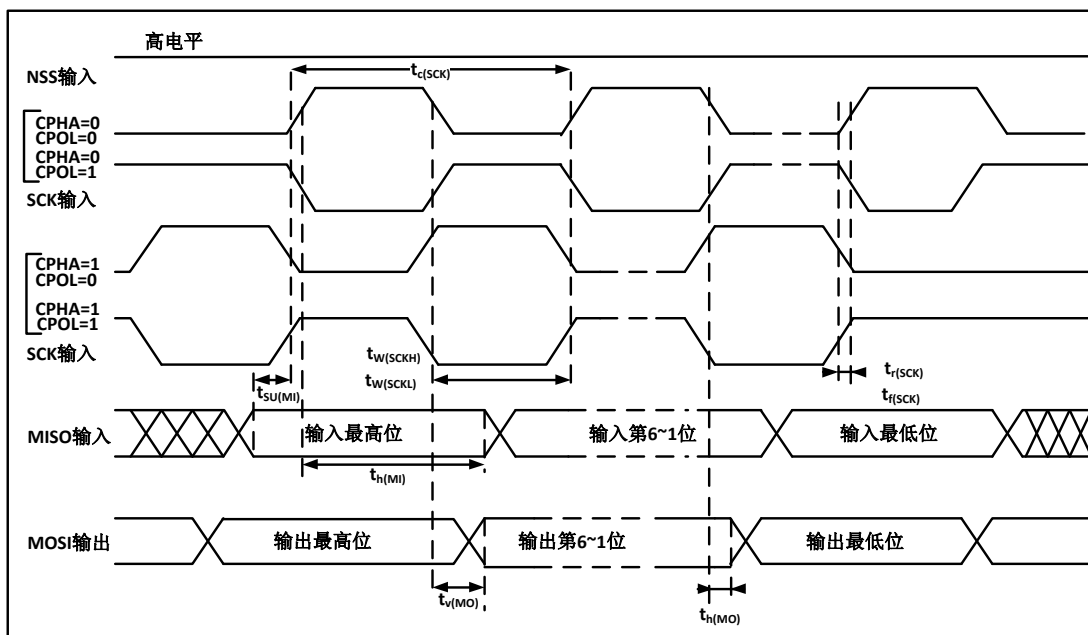 高电平
NSS输入
tc(SCK)
CPHA=0
CPOL=0
CPHA=0
CPOL=1
SCK输入
CPHA=1
CPOL=0
CPHA=1
CPOL=1
SCK输入
tW(SCKH)
tW(SCKL)
tr(SCK)
tf(SCK)
tSU(MI)
MISO输入
输入最高位
输入第6~1位
输入最低位
th(MI)
MOSI输出
输出最高位
输出第6~1位
输出最低位
tv(MO)
th(MO)